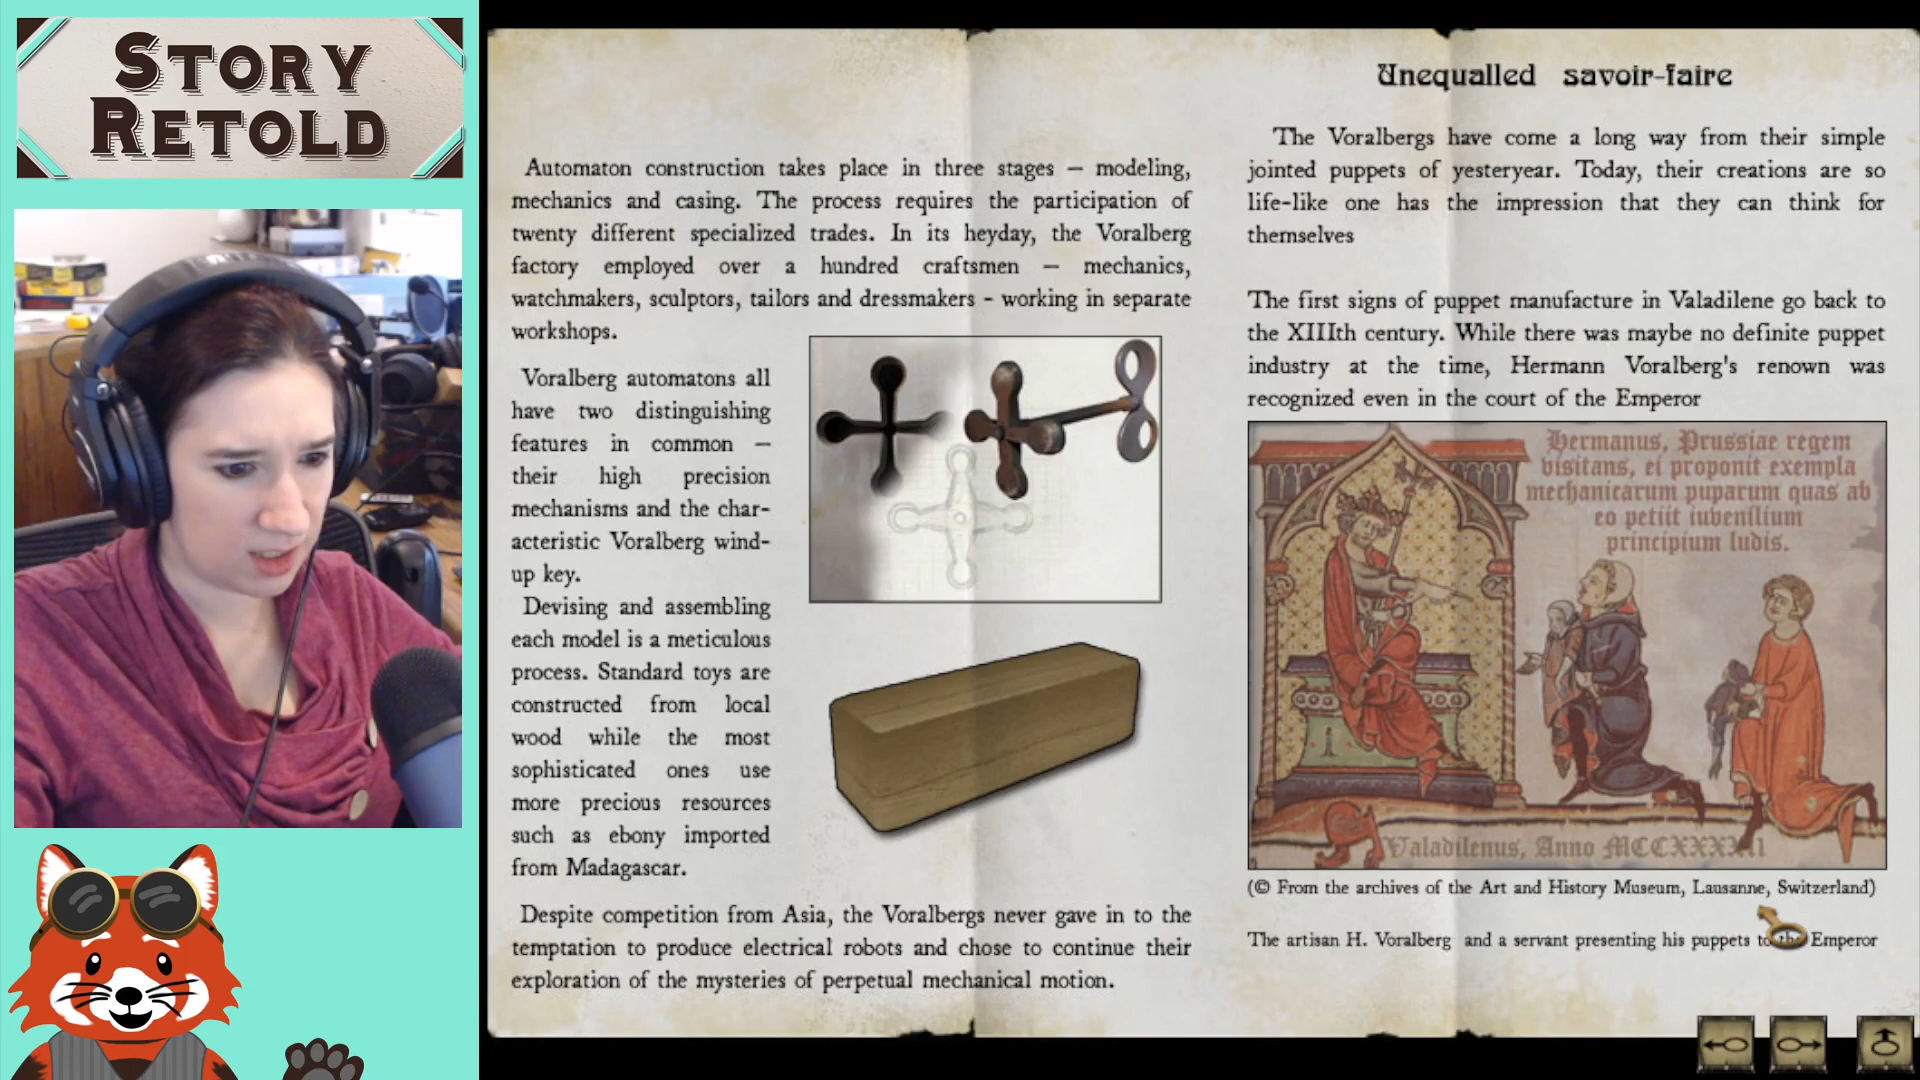 STORY
RETOLD
Automaton construction takes place in three stages – modeling,
mechanics and casing. The process requires the participation of
twenty different specialized trades. In its heyday, the Voralberg
factory employed over a hundred craftsmen – mechanics,
watchmakers, sculptors, tailors and dressmakers - working in separate
workshops.
Voralberg automatons all
have two distinguishing
features in common –
their high precision
mechanisms and the char-
acteristic Voralberg wind-
up key.
Devising and assembling
each model is a meticulous
process. Standard toys are
constructed from local
wood while the most
sophisticated ones use
more precious resources
such as ebony imported
from Madagascar.
Despite competition from Asia, the Voralbergs never gave in to the
temptation to produce electrical robots and chose to continue their
exploration of the mysteries of perpetual mechanical motion.
Unequalled savoir-faire
The Voralbergs have come a long way from their simple
jointed puppets of yesteryear. Today, their creations are so
life-like one has the impression that they can think for
themselves
The first signs of puppet manufacture in Valadilene go back to
the XIIIth century. While there was maybe no definite puppet
industry at the time, Hermann Voralberg's renown was
recognized even in the court of the Emperor
Hermanus, Prussiae regem
visitans, ei proponit exempla
mechanicarum puparum quas ab
eo petiit iuvenilium
principium ludis.
Valadilenus, Anno
(© From the archives of the Art and History Museum, Lausanne, Switzerland)
The artisan H. Voralberg and a servant presenting his puppets to the Emperor